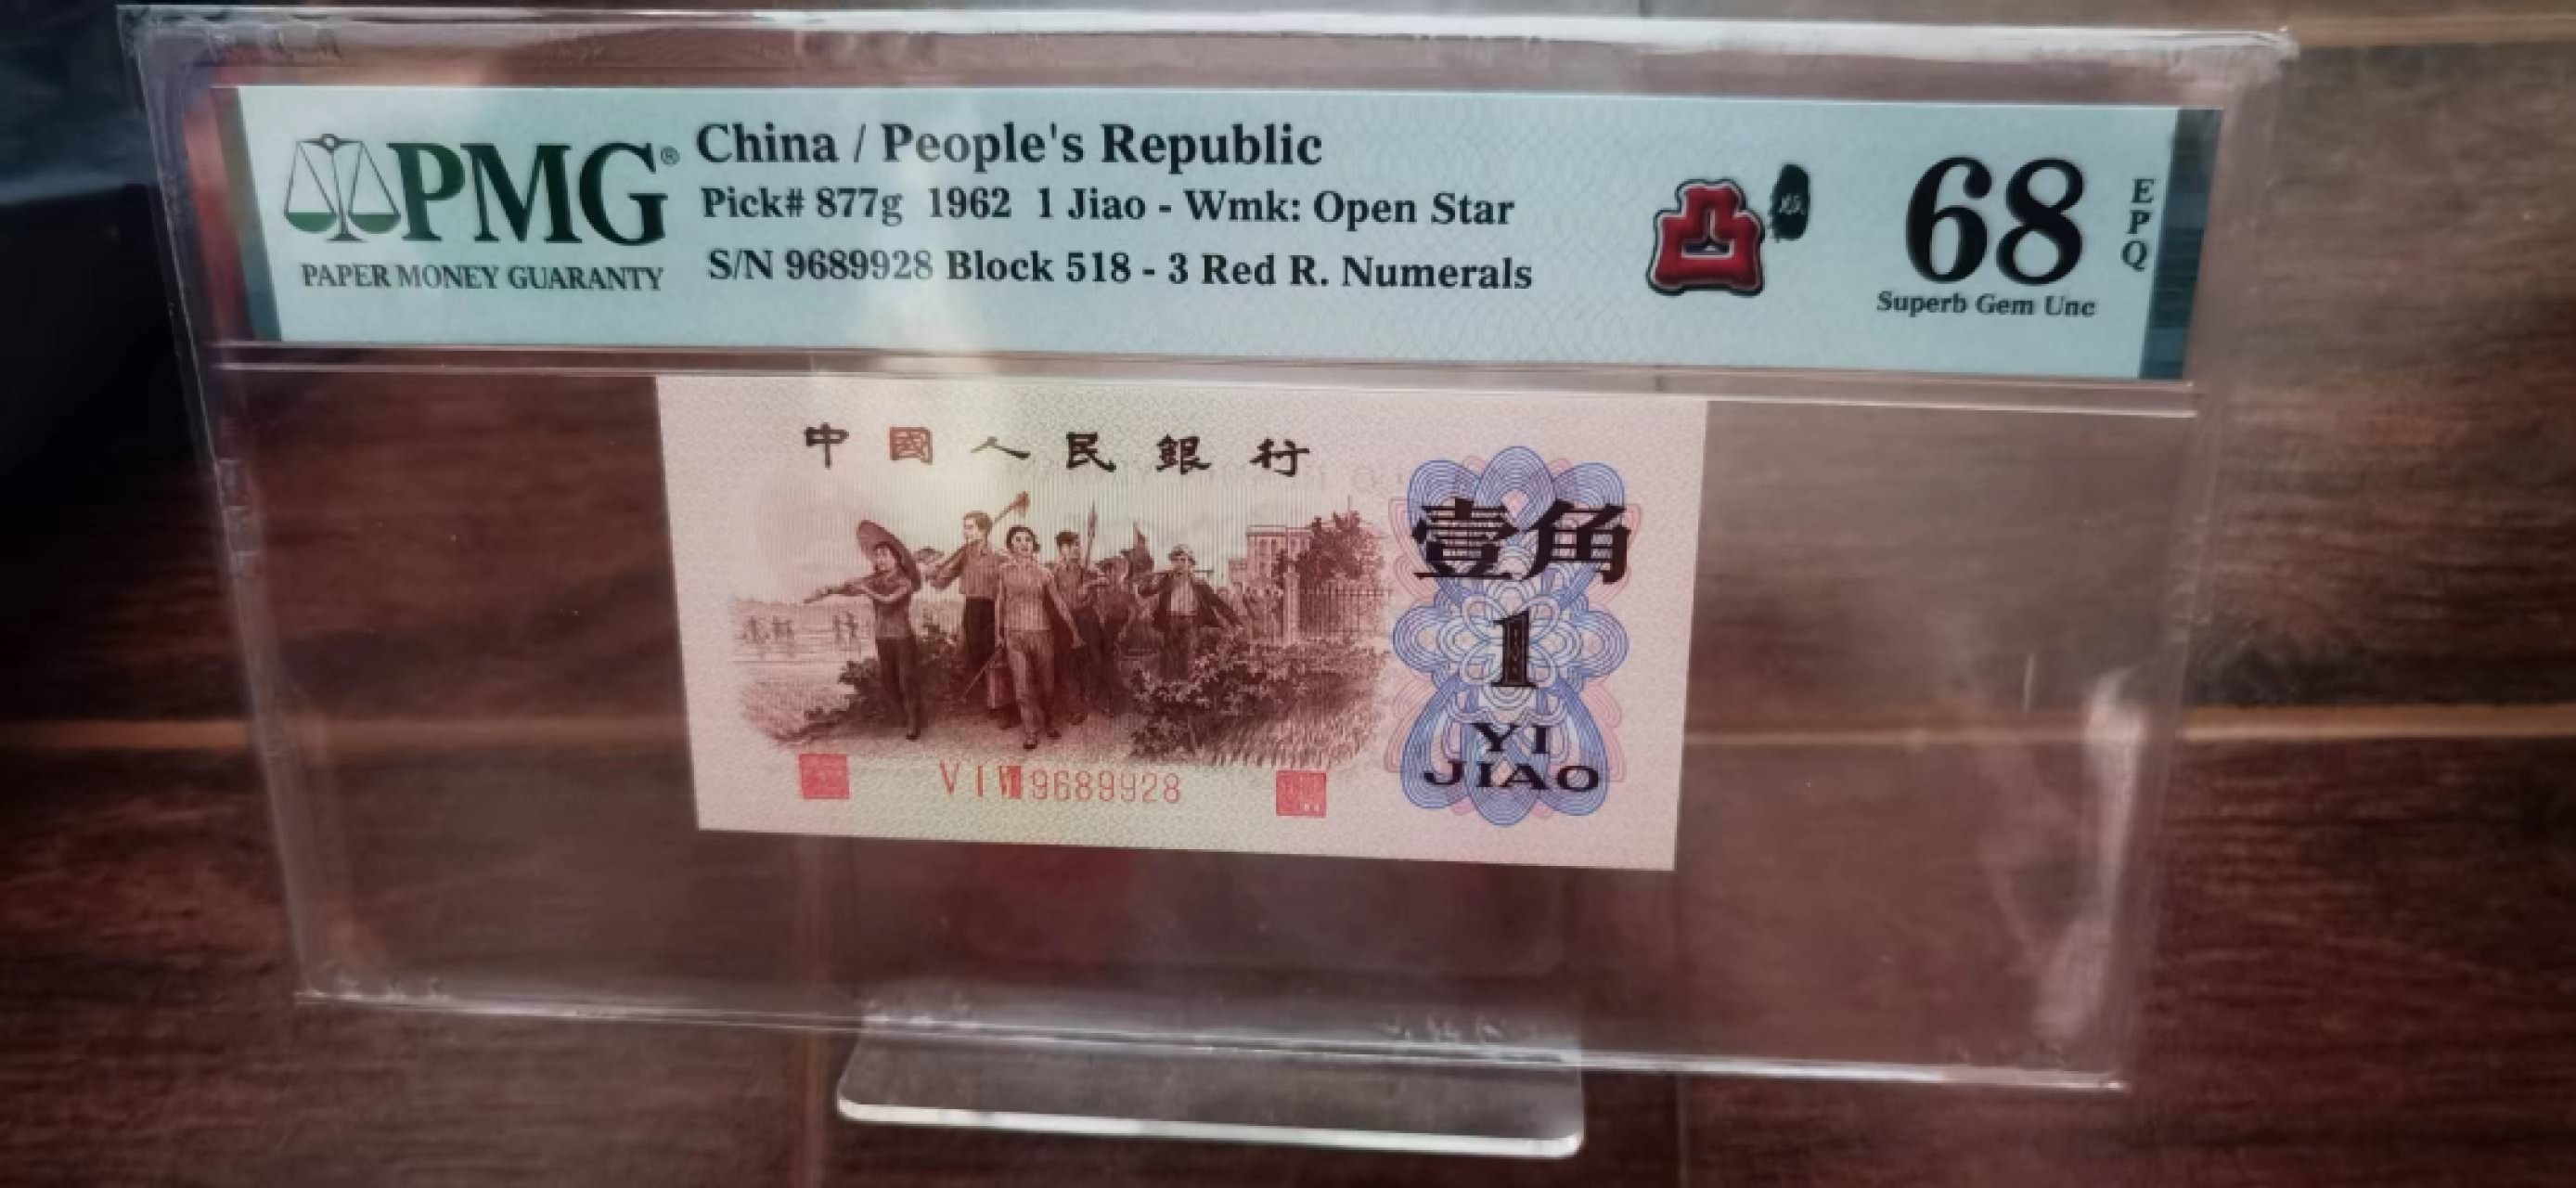 PMG®
PAPER MONEY GUARANTY
China / People's Republic
Pick# 877g 1962 1 Jiao - Wmk: Open Star
S/N 9689928 Block 518 - 3 Red R. Numerals
凸
68
EPQ
Superb Gem Unc
中國人民銀行
壹角
1
YI
JIAO
V I VIII 9689928